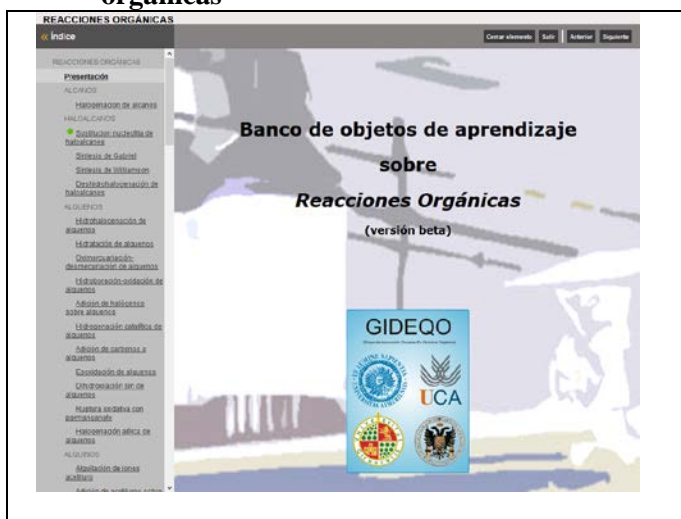 orgánicas
REACCIONES ORGÁNICAS
« Índice
Cerrar elemento Salir Anterior Siguiente
REACCIONES ORGÁNICAS
Presentación
ALCANOS
Halogenación de alcanos
HALOALCANOS
Sustitución nucleófila de
haloalcanos
Síntesis de Gabriel
Síntesis de Williamson
Deshidrohalogenación de
haloalcanos
ALQUENOS
Hidrohalogenación de
alquenos
Hidratación de alquenos
Oximercuriación-
desmercuriación de alquenos
Hidroboración-oxidación de
alquenos
Adición de halógenos
sobre alquenos
Hidrogenación catalítica de
alquenos
Adición de carbenos a
alquenos
Epoxidación de alquenos
Dihidroxilación sin de
alquenos
Ruptura oxidativa con
permanganato
Halogenación alílica de
alquenos
ALQUINOS
Alquilación de iones
acetiluro
Banco de objetos de aprendizaje
sobre
Reacciones Orgánicas
(versión beta)
GIDEQO
UCA